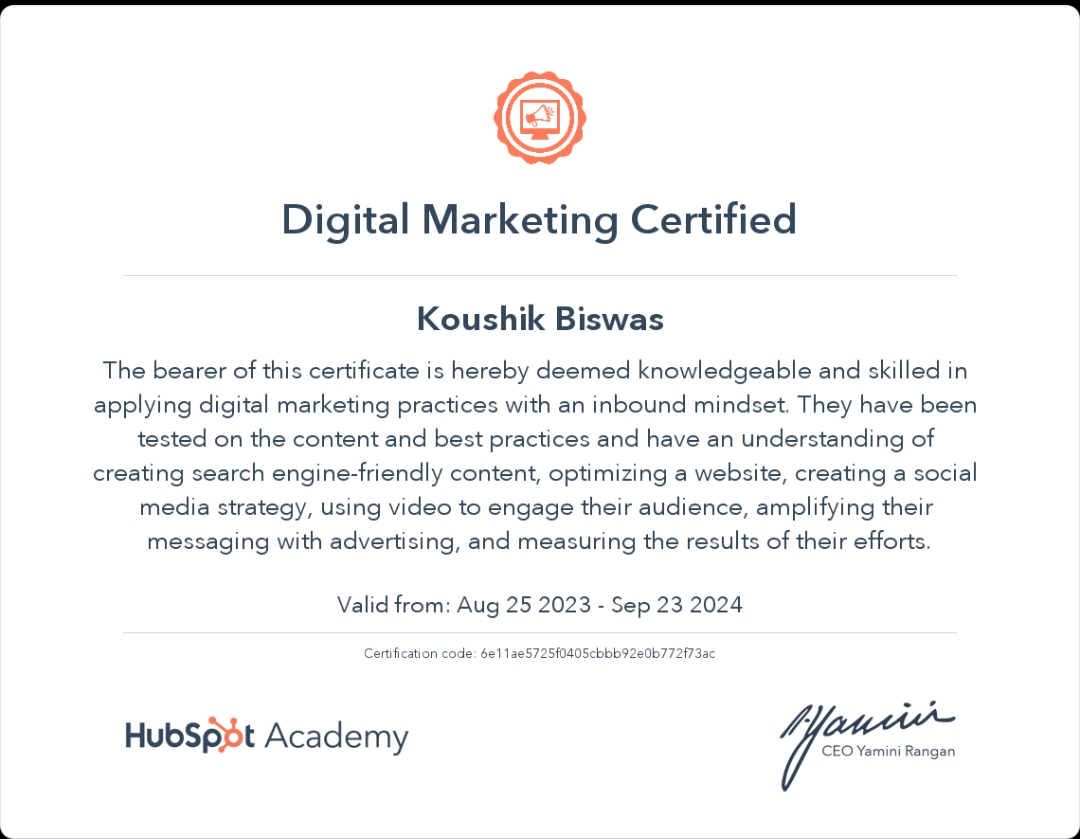 Digital Marketing Certified
Koushik Biswas
The bearer of this certificate is hereby deemed knowledgeable and skilled in
applying digital marketing practices with an inbound mindset. They have been
tested on the content and best practices and have an understanding of
creating search engine-friendly content, optimizing a website, creating a social
media strategy, using video to engage their audience, amplifying their
messaging with advertising, and measuring the results of their efforts.
Valid from: Aug 25 2023 - Sep 23 2024
Certification code: 6e11ae5725f0405cbbb92e0b772f73ac
HubSpot Academy
Yamini
CEO Yamini Rangan